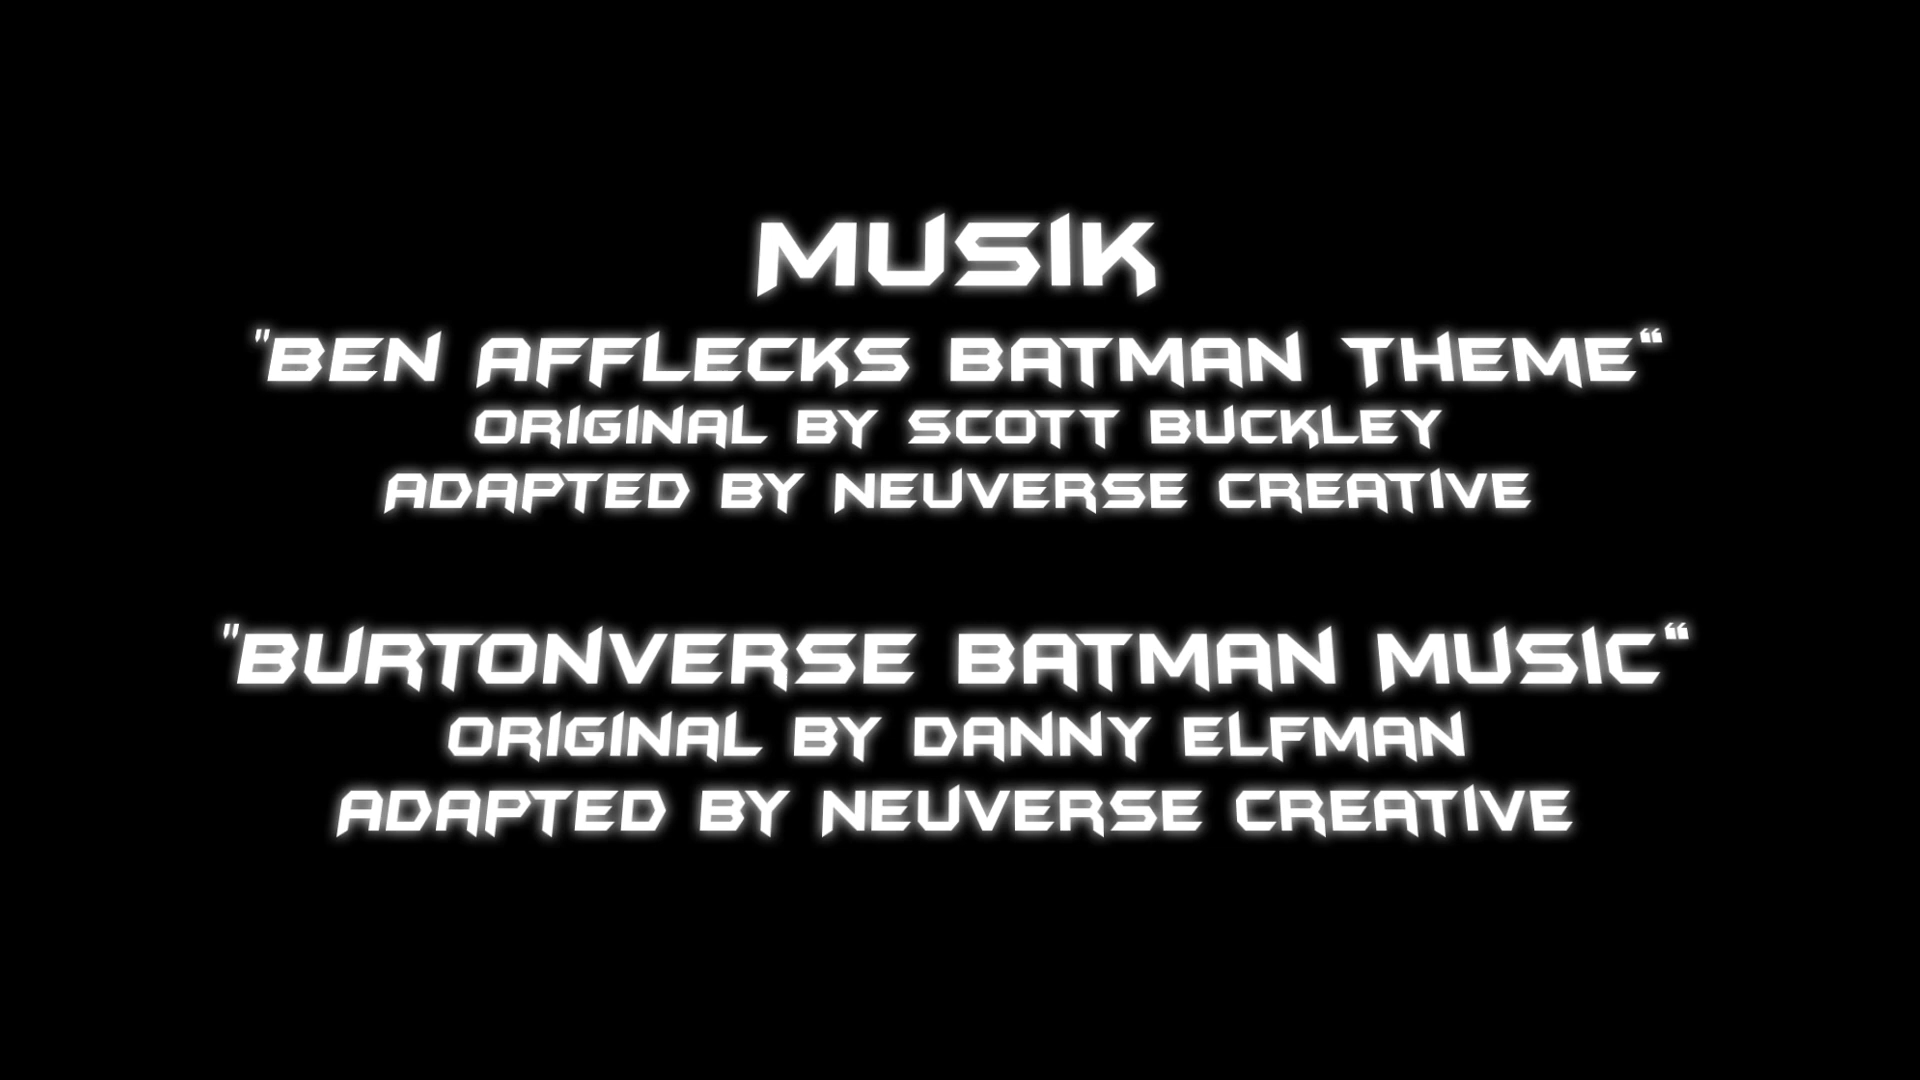 MUSIK
"BEN AFFLECKS BATMAN THEME“
ORIGINAL BY SCOTT BUCKLEY
ADAPTED BY NEUVERSE CREATIVE
"BURTONVERSE BATMAN MUSIC“
ORIGINAL BY DANNY ELFMAN
ADAPTED BY NEUVERSE CREATIVE